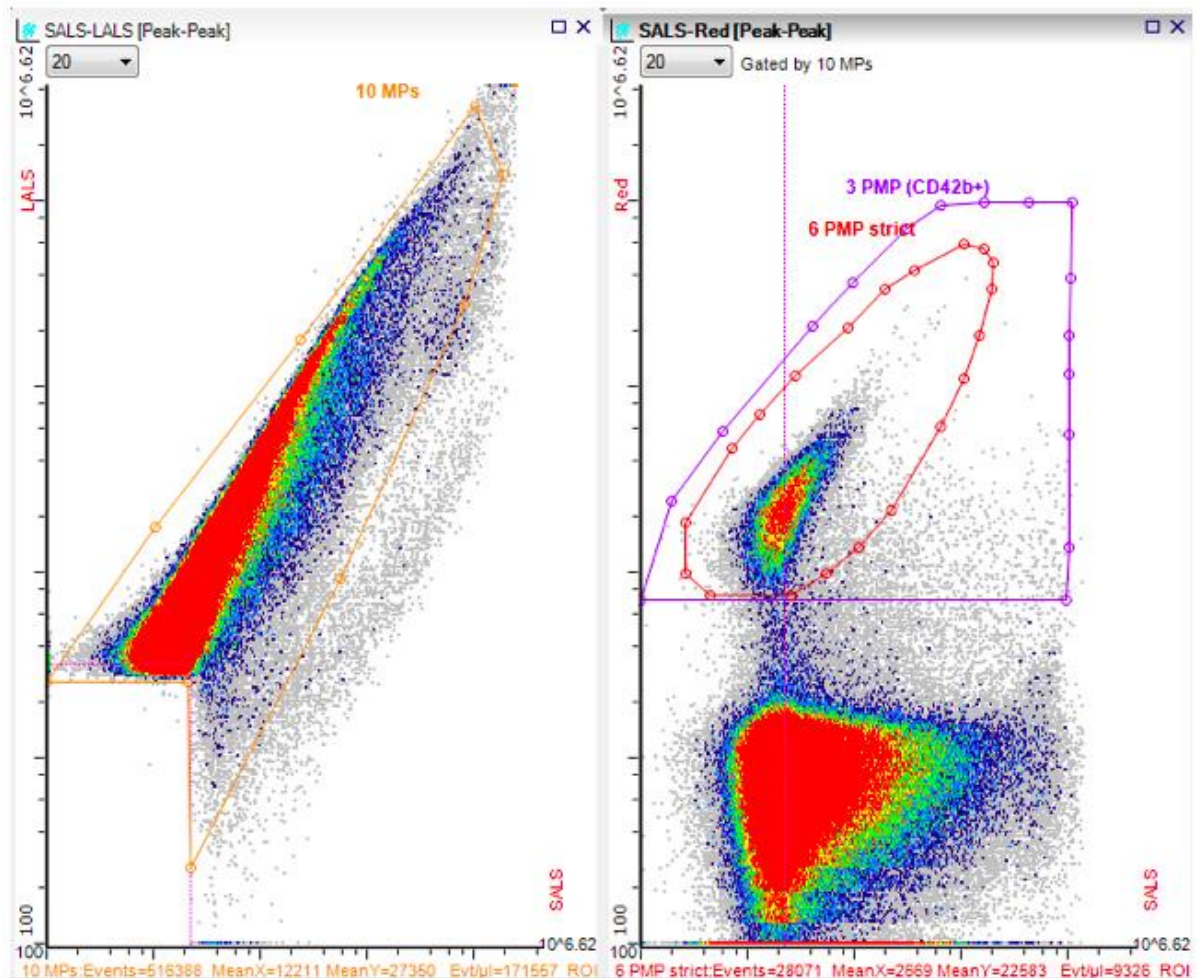 SALS-LALS [Peak-Peak]
20
10^6.62
10 MPs
LALS
100
SALS
100
10^6.62
10 MPs:Events=516388 MeanX=12211 MeanY=27350 Evt/µl=171557 ROI
SALS-Red [Peak-Peak]
20
Gated by 10 MPs
10^6.62
3 PMP (CD42b+)
Red
6 PMP strict
100
SALS
100
10^6.62
6 PMP strict:Events=28071 MeanX=2669 MeanY=22583 Evt/µl=9326 ROI